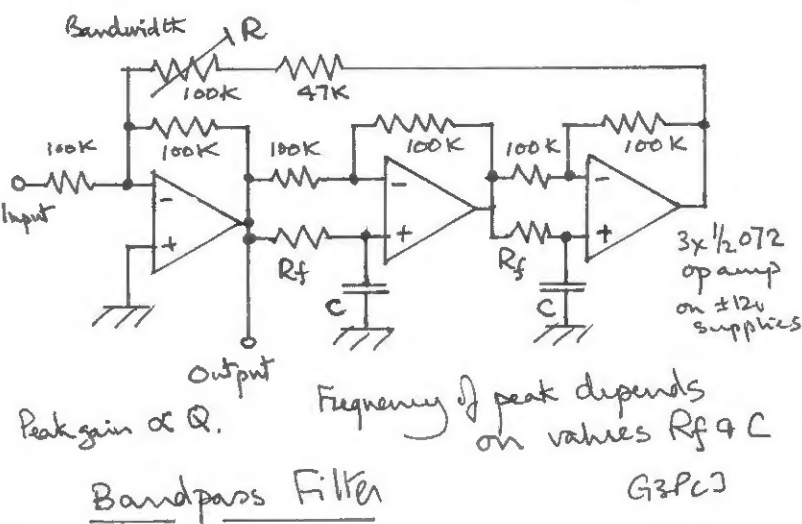 Bandwidth
R
100K
47K
100K
100K
100K
100K
100K
100K
Input
-
+
-
+
-
+
Rf
Rf
C
C
3x 1/2 072
op amp
on ±12v
supplies
Output
Peak gain ∝ Q.
Frequency of peak depends
on values Rf & C
Bandpass Filter
G3PCJ